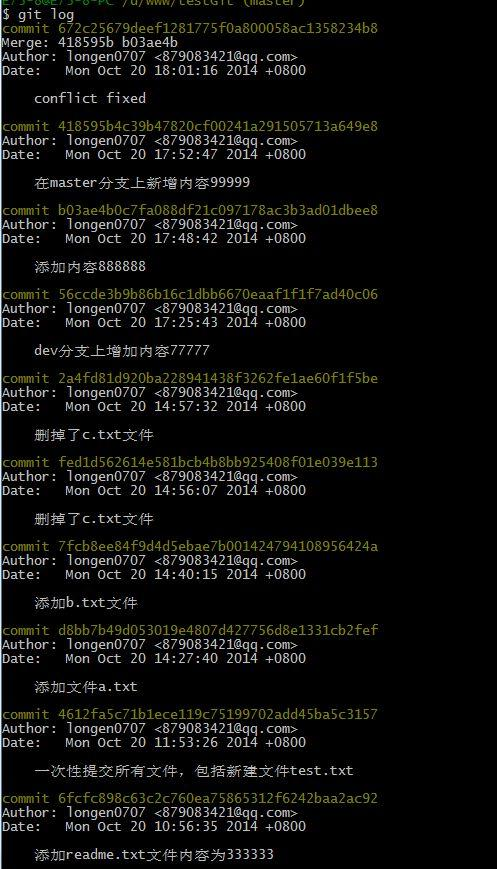 E75-8@E75-8-PC /d/www/testGit (master)
$ git log
commit 672c25679deef1281775f0a800058ac1358234b8
Merge: 418595b b03ae4b
Author: longen0707 <879083421@qq.com>
Date:   Mon Oct 20 18:01:16 2014 +0800
conflict fixed
commit 418595b4c39b47820cf00241a291505713a649e8
Author: longen0707 <879083421@qq.com>
Date:   Mon Oct 20 17:52:47 2014 +0800
在master分支上新增内容99999
commit b03ae4b0c7fa088df21c097178ac3b3ad01dbee8
Author: longen0707 <879083421@qq.com>
Date:   Mon Oct 20 17:48:42 2014 +0800
添加内容888888
commit 56ccde3b9b86b16c1dbb6670eaaf1f1f7ad40c06
Author: longen0707 <879083421@qq.com>
Date:   Mon Oct 20 17:25:43 2014 +0800
dev分支上增加内容77777
commit 2a4fd81d920ba228941438f3262fe1ae60f1f5be
Author: longen0707 <879083421@qq.com>
Date:   Mon Oct 20 14:57:32 2014 +0800
删掉了c.txt文件
commit fed1d562614e581bcb4b8bb925408f01e039e113
Author: longen0707 <879083421@qq.com>
Date:   Mon Oct 20 14:56:07 2014 +0800
删掉了c.txt文件
commit 7fcb8ee84f9d4d5ebae7b001424794108956424a
Author: longen0707 <879083421@qq.com>
Date:   Mon Oct 20 14:40:15 2014 +0800
添加b.txt文件
commit d8bb7b49d053019e4807d427756d8e1331cb2fef
Author: longen0707 <879083421@qq.com>
Date:   Mon Oct 20 14:27:40 2014 +0800
添加文件a.txt
commit 4612fa5c71b1ece119c75199702add45ba5c3157
Author: longen0707 <879083421@qq.com>
Date:   Mon Oct 20 11:53:26 2014 +0800
一次性提交所有文件，包括新建文件test.txt
commit 6fcfc898c63c2c760ea75865312f6242baa2ac92
Author: longen0707 <879083421@qq.com>
Date:   Mon Oct 20 10:56:35 2014 +0800
添加readme.txt文件内容为333333